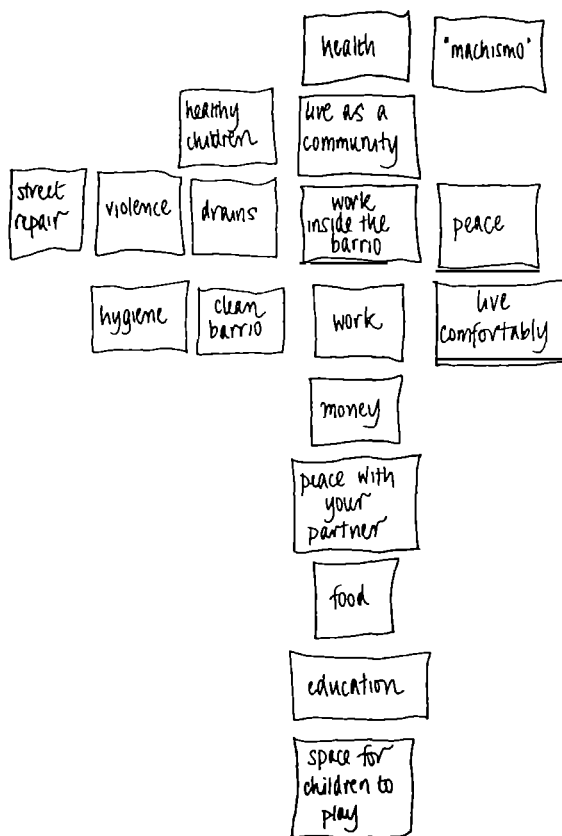 health
"machismo"
healthy
children
live as a
community
street
repair
violence
drains
work
inside the
barrio
peace
hygiene
clean
barrio
work
live
comfortably
money
peace with
your
partner
food
education
space for
children to
play